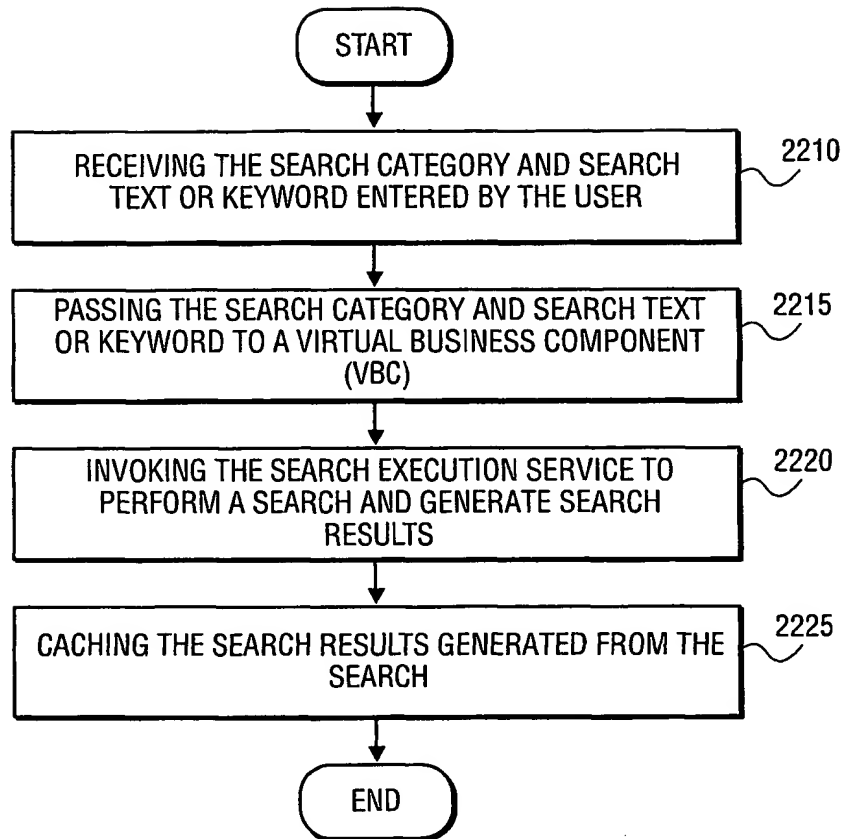 START
RECEIVING THE SEARCH CATEGORY AND SEARCH
TEXT OR KEYWORD ENTERED BY THE USER
2210
PASSING THE SEARCH CATEGORY AND SEARCH TEXT
OR KEYWORD TO A VIRTUAL BUSINESS COMPONENT
(VBC)
2215
INVOKING THE SEARCH EXECUTION SERVICE TO
PERFORM A SEARCH AND GENERATE SEARCH
RESULTS
2220
CACHING THE SEARCH RESULTS GENERATED FROM THE
SEARCH
2225
END